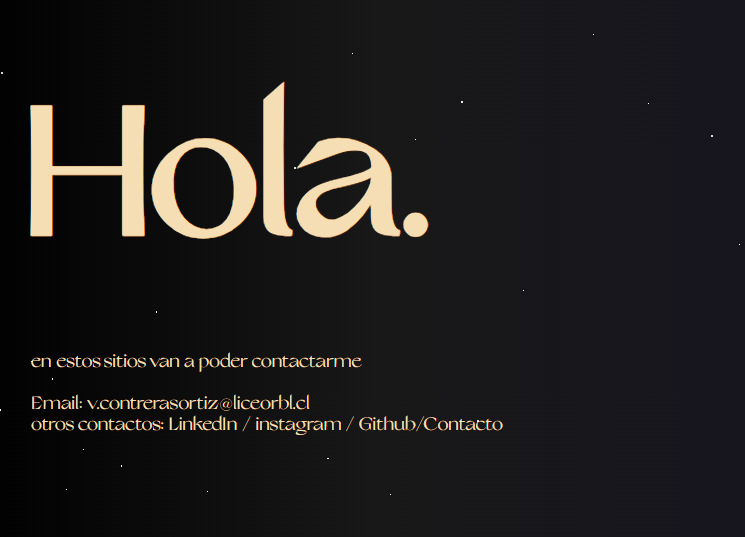 Hola.
en estos sitios van a poder contactarme
Email: v.contrerasortiz@liceorbl.cl
otros contactos: LinkedIn / instagram / Github/Contacto